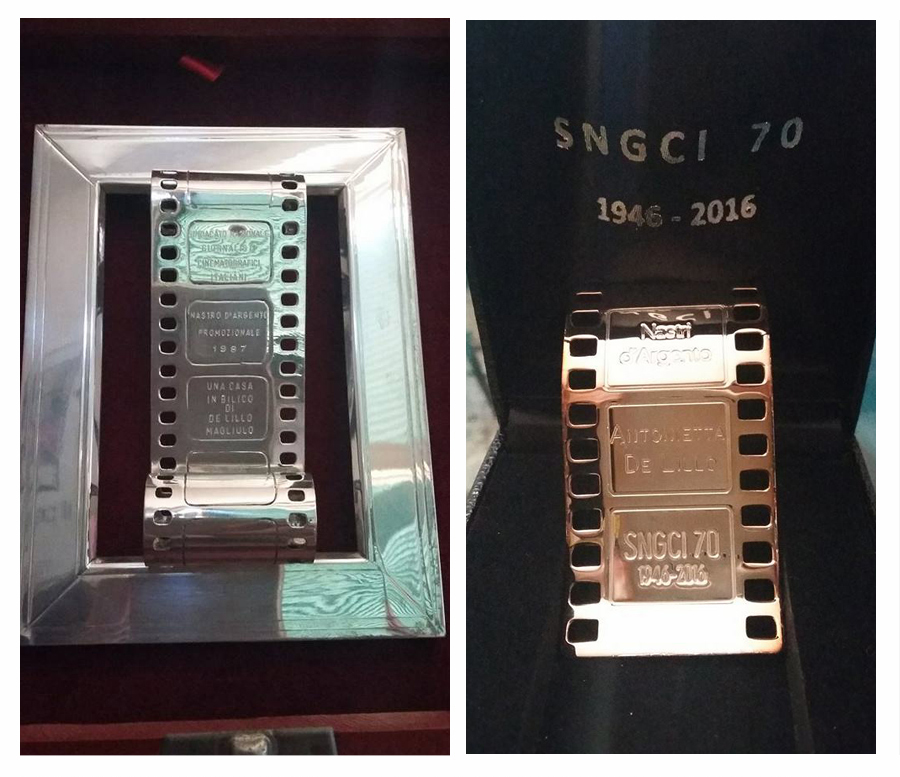 SINDACATO NAZIONALE
GIORNALISTI
CINEMATOGRAFICI
ITALIANI
NASTRO D'ARGENTO
PROMOZIONALE
1987
UNA CASA
IN BILICO
DI
DE LILLO
MAGLIULO
SNGCI 70
1946-2016
Nastri
d'Argento
ANTONIETTA
DE LILLO
SNGCI 70
1946-2016